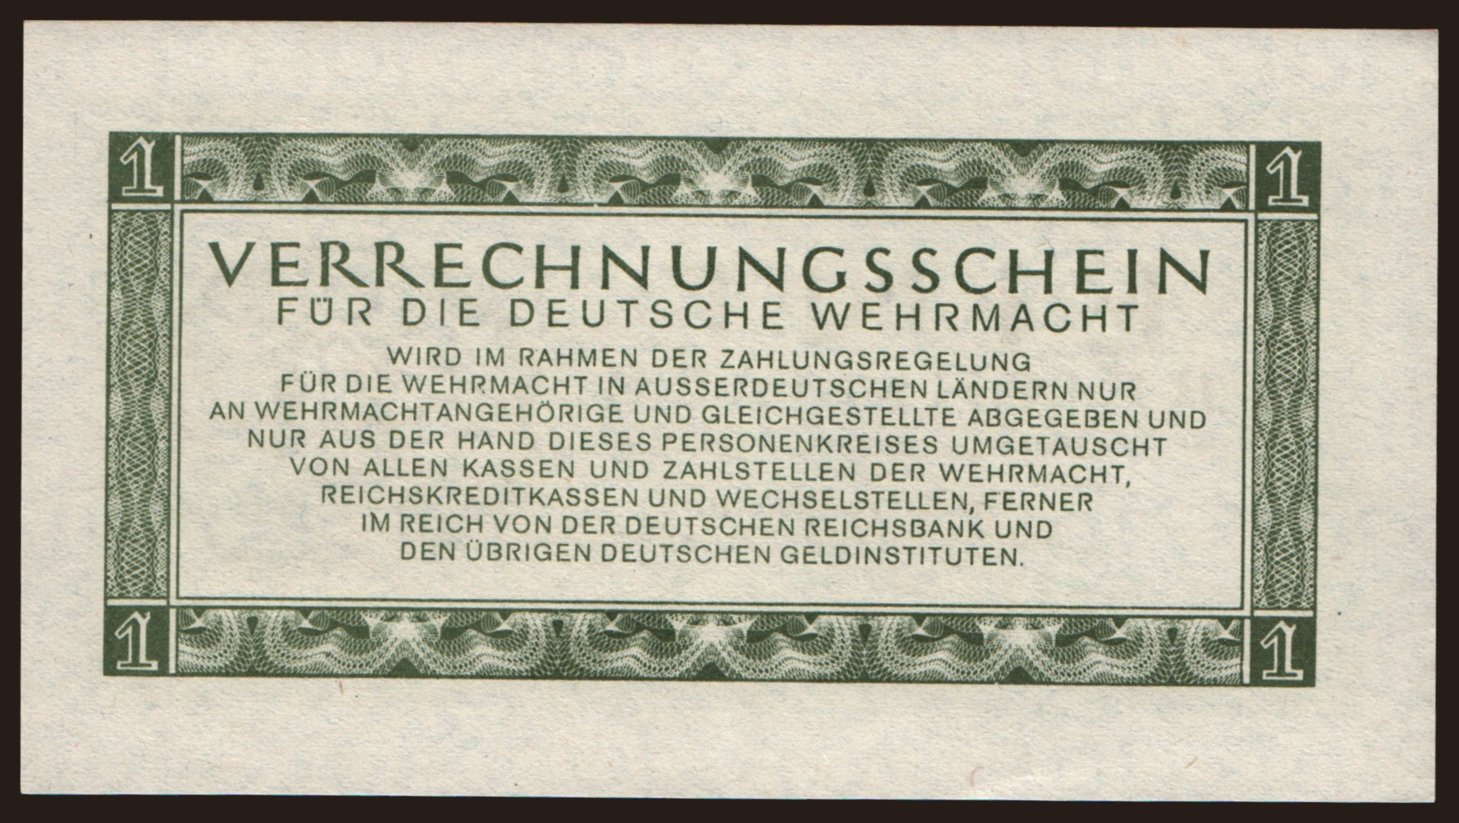 1 1
VERRECHNUNGSSCHEIN
FÜR DIE DEUTSCHE WEHRMACHT
WIRD IM RAHMEN DER ZAHLUNGSREGELUNG
FÜR DIE WEHRMACHT IN AUSSERDEUTSCHEN LÄNDERN NUR
AN WEHRMACHTANGEHÖRIGE UND GLEICHGESTELLTE ABGEGEBEN UND
NUR AUS DER HAND DIESES PERSONENKREISES UMGETAUSCHT
VON ALLEN KASSEN UND ZAHLSTELLEN DER WEHRMACHT,
REICHSKREDITKASSEN UND WECHSELSTELLEN, FERNER
IM REICH VON DER DEUTSCHEN REICHSBANK UND
DEN ÜBRIGEN DEUTSCHEN GELDINSTITUTEN.
1 1